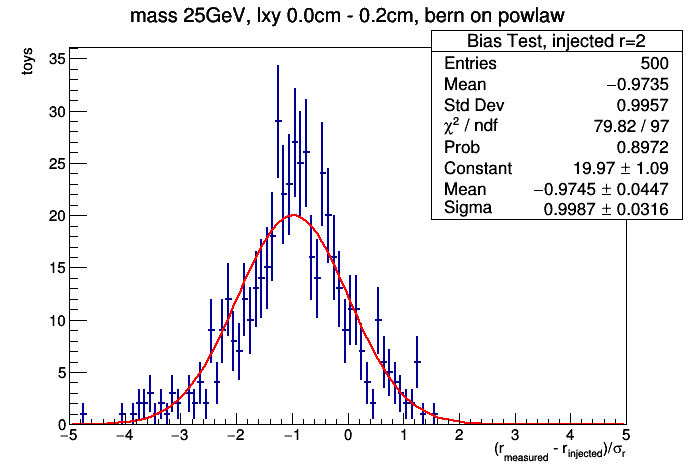 mass 25GeV, lxy 0.0cm - 0.2cm, bern on powlaw
Bias Test, injected r=2
Entries 500
Mean −0.9735
Std Dev 0.9957
χ² / ndf 79.82 / 97
Prob 0.8972
Constant 19.97 ± 1.09
Mean −0.9745 ± 0.0447
Sigma 0.9987 ± 0.0316
toys
35
30
25
20
15
10
5
0
−5 −4 −3 −2 −1 0 1 2 3 4 5
(r_measured - r_injected)/σ_r